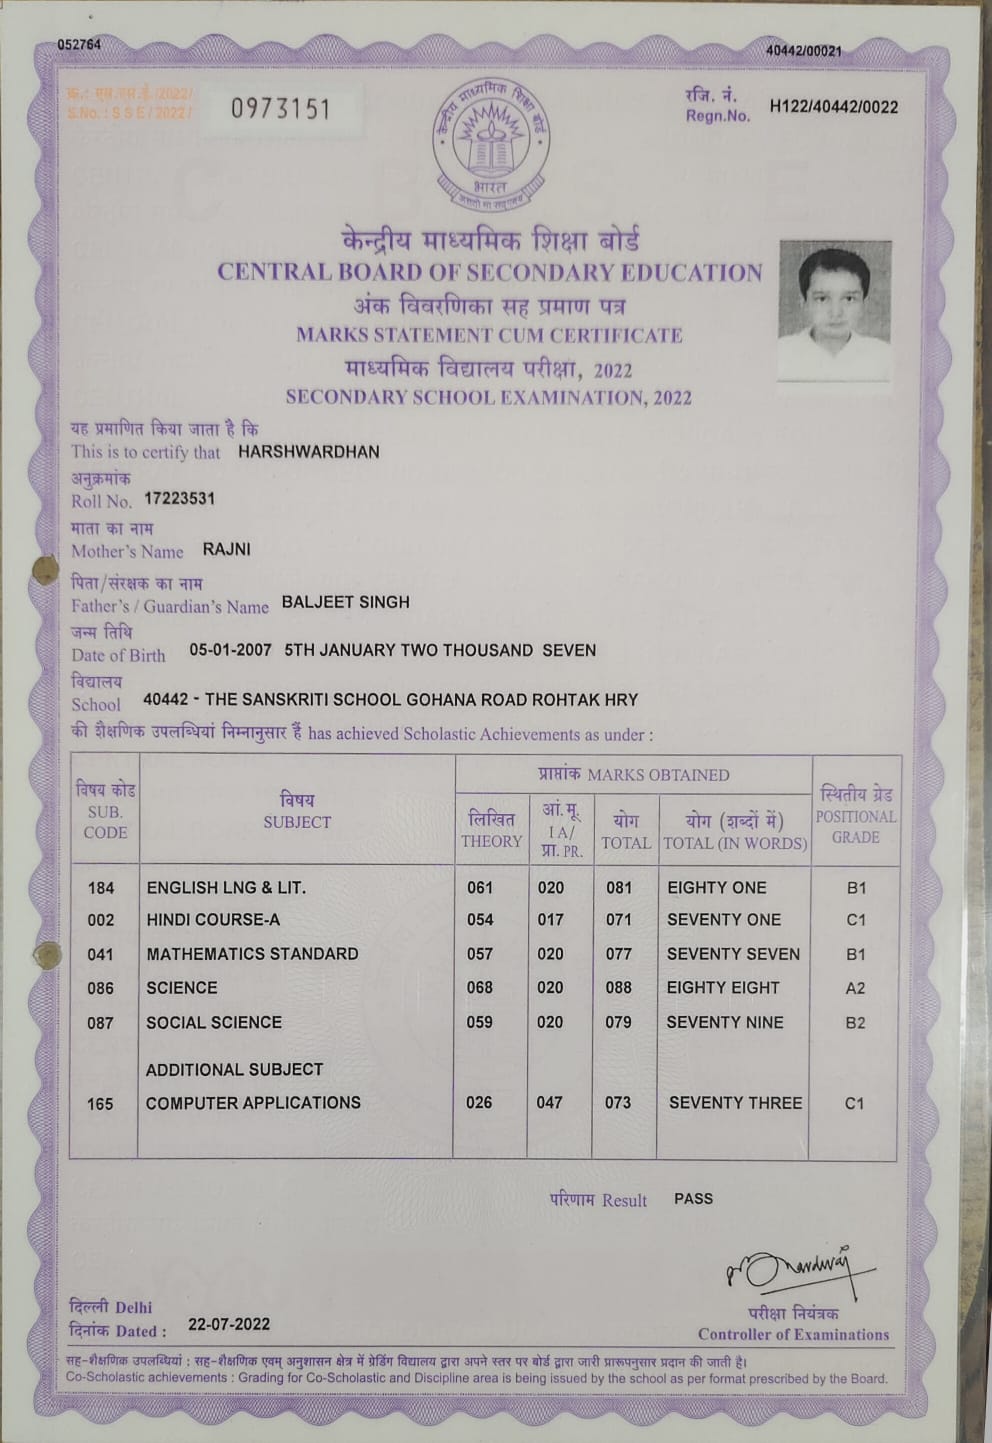 052764
40442/00021
क्र.: एस.एस.ई./2022/
S.No. : S S E / 2022 /
0973151
रजि. नं.
Regn.No. H122/40442/0022
केन्द्रीय माध्यमिक शिक्षा बोर्ड
भारत
असतो मा सद्गमय
केन्द्रीय माध्यमिक शिक्षा बोर्ड
CENTRAL BOARD OF SECONDARY EDUCATION
अंक विवरणिका सह प्रमाण पत्र
MARKS STATEMENT CUM CERTIFICATE
माध्यमिक विद्यालय परीक्षा, 2022
SECONDARY SCHOOL EXAMINATION, 2022
यह प्रमाणित किया जाता है कि
This is to certify that HARSHWARDHAN
अनुक्रमांक
Roll No. 17223531
माता का नाम
Mother's Name RAJNI
पिता/संरक्षक का नाम
Father's / Guardian's Name BALJEET SINGH
जन्म तिथि
Date of Birth 05-01-2007 5TH JANUARY TWO THOUSAND SEVEN
विद्यालय
School 40442 - THE SANSKRITI SCHOOL GOHANA ROAD ROHTAK HRY
की शैक्षणिक उपलब्धियां निम्नानुसार हैं has achieved Scholastic Achievements as under :
विषय कोड
SUB.
CODE
विषय
SUBJECT
प्राप्तांक MARKS OBTAINED
लिखित
THEORY
आं.मू.
I A/
प्रा. PR.
योग
TOTAL
योग (शब्दों में)
TOTAL (IN WORDS)
स्थितीय ग्रेड
POSITIONAL
GRADE
184 ENGLISH LNG & LIT. 061 020 081 EIGHTY ONE B1
002 HINDI COURSE-A 054 017 071 SEVENTY ONE C1
041 MATHEMATICS STANDARD 057 020 077 SEVENTY SEVEN B1
086 SCIENCE 068 020 088 EIGHTY EIGHT A2
087 SOCIAL SCIENCE 059 020 079 SEVENTY NINE B2
ADDITIONAL SUBJECT
165 COMPUTER APPLICATIONS 026 047 073 SEVENTY THREE C1
परिणाम Result PASS
दिल्ली Delhi
दिनांक Dated : 22-07-2022
परीक्षा नियंत्रक
Controller of Examinations
सह-शैक्षणिक उपलब्धियां : सह-शैक्षणिक एवम् अनुशासन क्षेत्र में ग्रेडिंग विद्यालय द्वारा अपने स्तर पर बोर्ड द्वारा जारी प्रारूपनुसार प्रदान की जाती है।
Co-Scholastic achievements : Grading for Co-Scholastic and Discipline area is being issued by the school as per format prescribed by the Board.